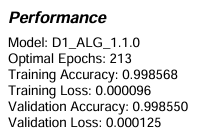 Performance
Model: D1_ALG_1.1.0
Optimal Epochs: 213
Training Accuracy: 0.998568
Training Loss: 0.000096
Validation Accuracy: 0.998550
Validation Loss: 0.000125